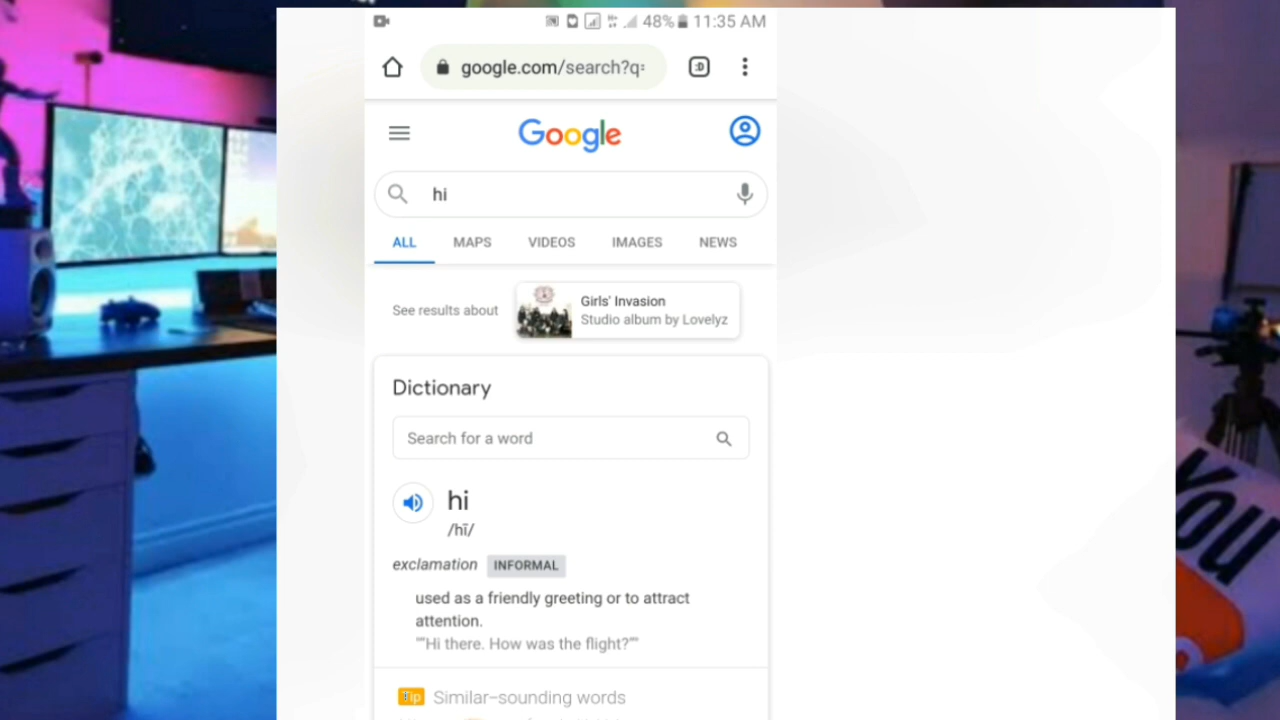 48% 11:35 AM
google.com/search?q=
:D
Google
hi
ALL MAPS VIDEOS IMAGES NEWS
See results about
Girls' Invasion
Studio album by Lovelyz
Dictionary
Search for a word
hi
/hī/
exclamation INFORMAL
used as a friendly greeting or to attract
attention.
""Hi there. How was the flight?""
Tip Similar-sounding words
You